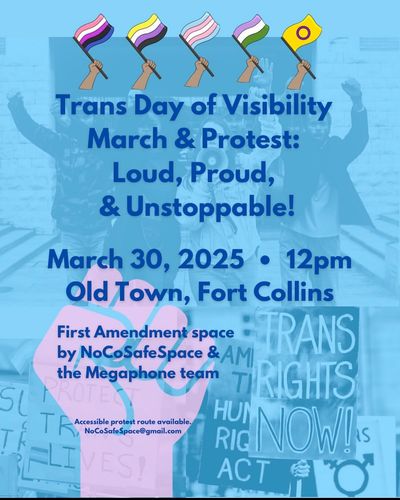 Trans Day of Visibility
March & Protest:
Loud, Proud,
& Unstoppable!
March 30, 2025 • 12pm
Old Town, Fort Collins
First Amendment space
by NoCoSafeSpace &
the Megaphone team
Accessible protest route available.
NoCoSafeSpace@gmail.com
TRANS
RIGHTS
NOW!
PROTECT
LIVES!
HUM
RIG
ACT